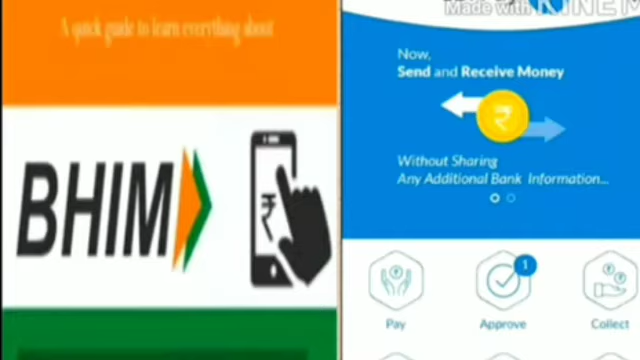 A quick guide to learn everything about
BHIM
₹
Made with KINEM
Now,
Send and Receive Money
₹
Without Sharing
Any Additional Bank Information...
1
Pay
Approve
Collect